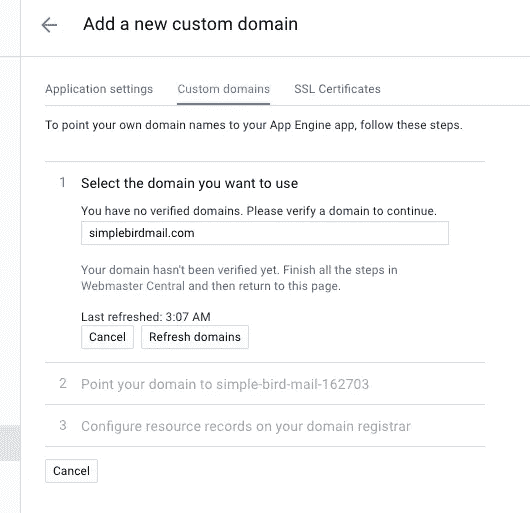 Add a new custom domain
Application settings Custom domains SSL Certificates
To point your own domain names to your App Engine app, follow these steps.
1 Select the domain you want to use
You have no verified domains. Please verify a domain to continue.
simplebirdmail.com
Your domain hasn't been verified yet. Finish all the steps in
Webmaster Central and then return to this page.
Last refreshed: 3:07 AM
Cancel Refresh domains
2 Point your domain to simple-bird-mail-162703
3 Configure resource records on your domain registrar
Cancel